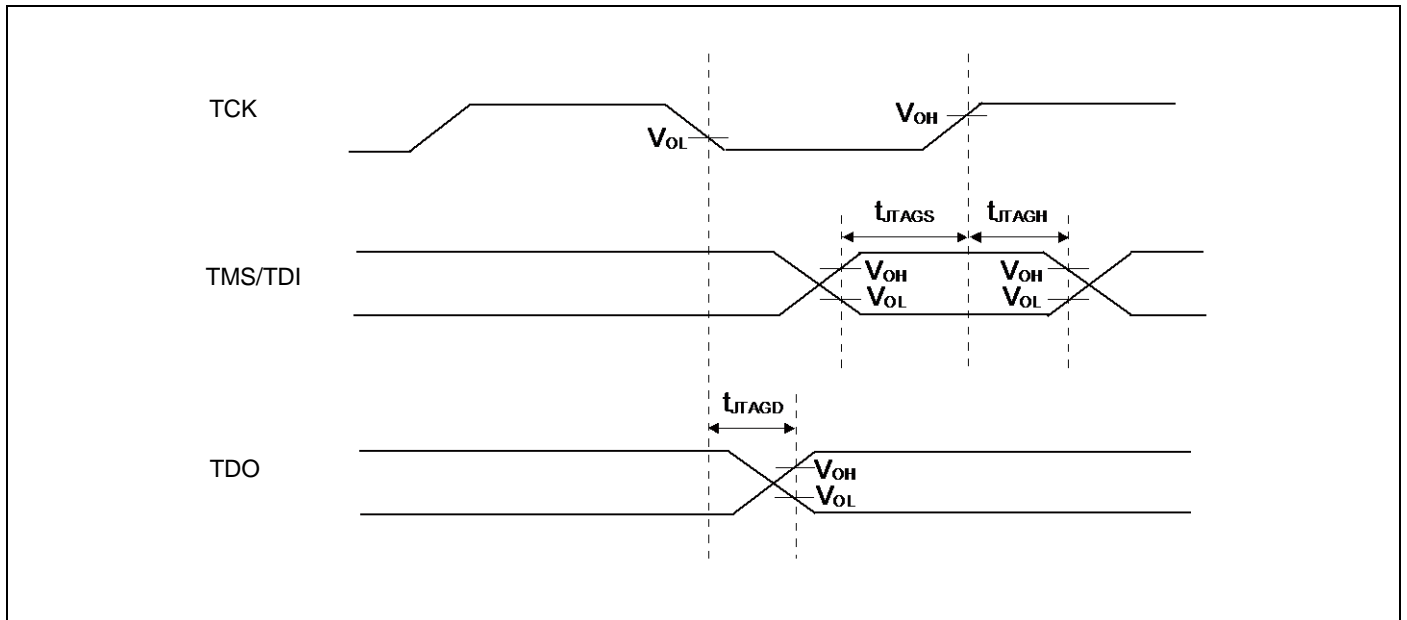 TCK
VOH
VOL
tJTAGS tJTAGH
TMS/TDI
VOH VOH
VOL VOL
tJTAGD
TDO
VOH
VOL